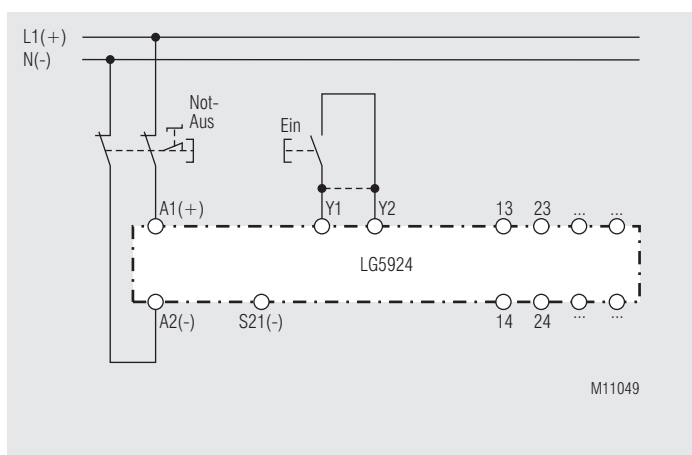 L1(+)
N(-)
Not-
Aus
Ein
A1(+)
Y1
Y2
13
23
...
...
LG5924
A2(-)
S21(-)
14
24
...
...
M11049